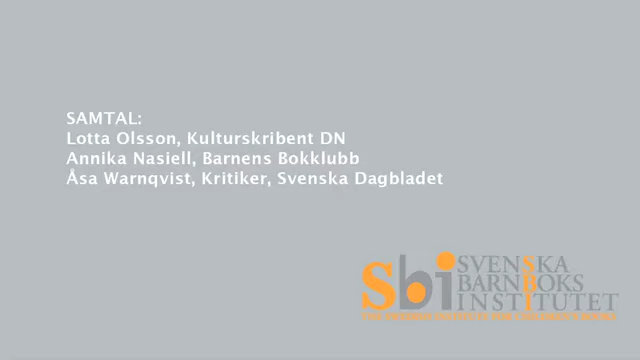 SAMTAL:
Lotta Olsson, Kulturskribent DN
Annika Nasiell, Barnens Bokklubb
Åsa Warnqvist, Kritiker, Svenska Dagbladet
Sbi SVENSKA
BARNBOKS
INSTITUTET